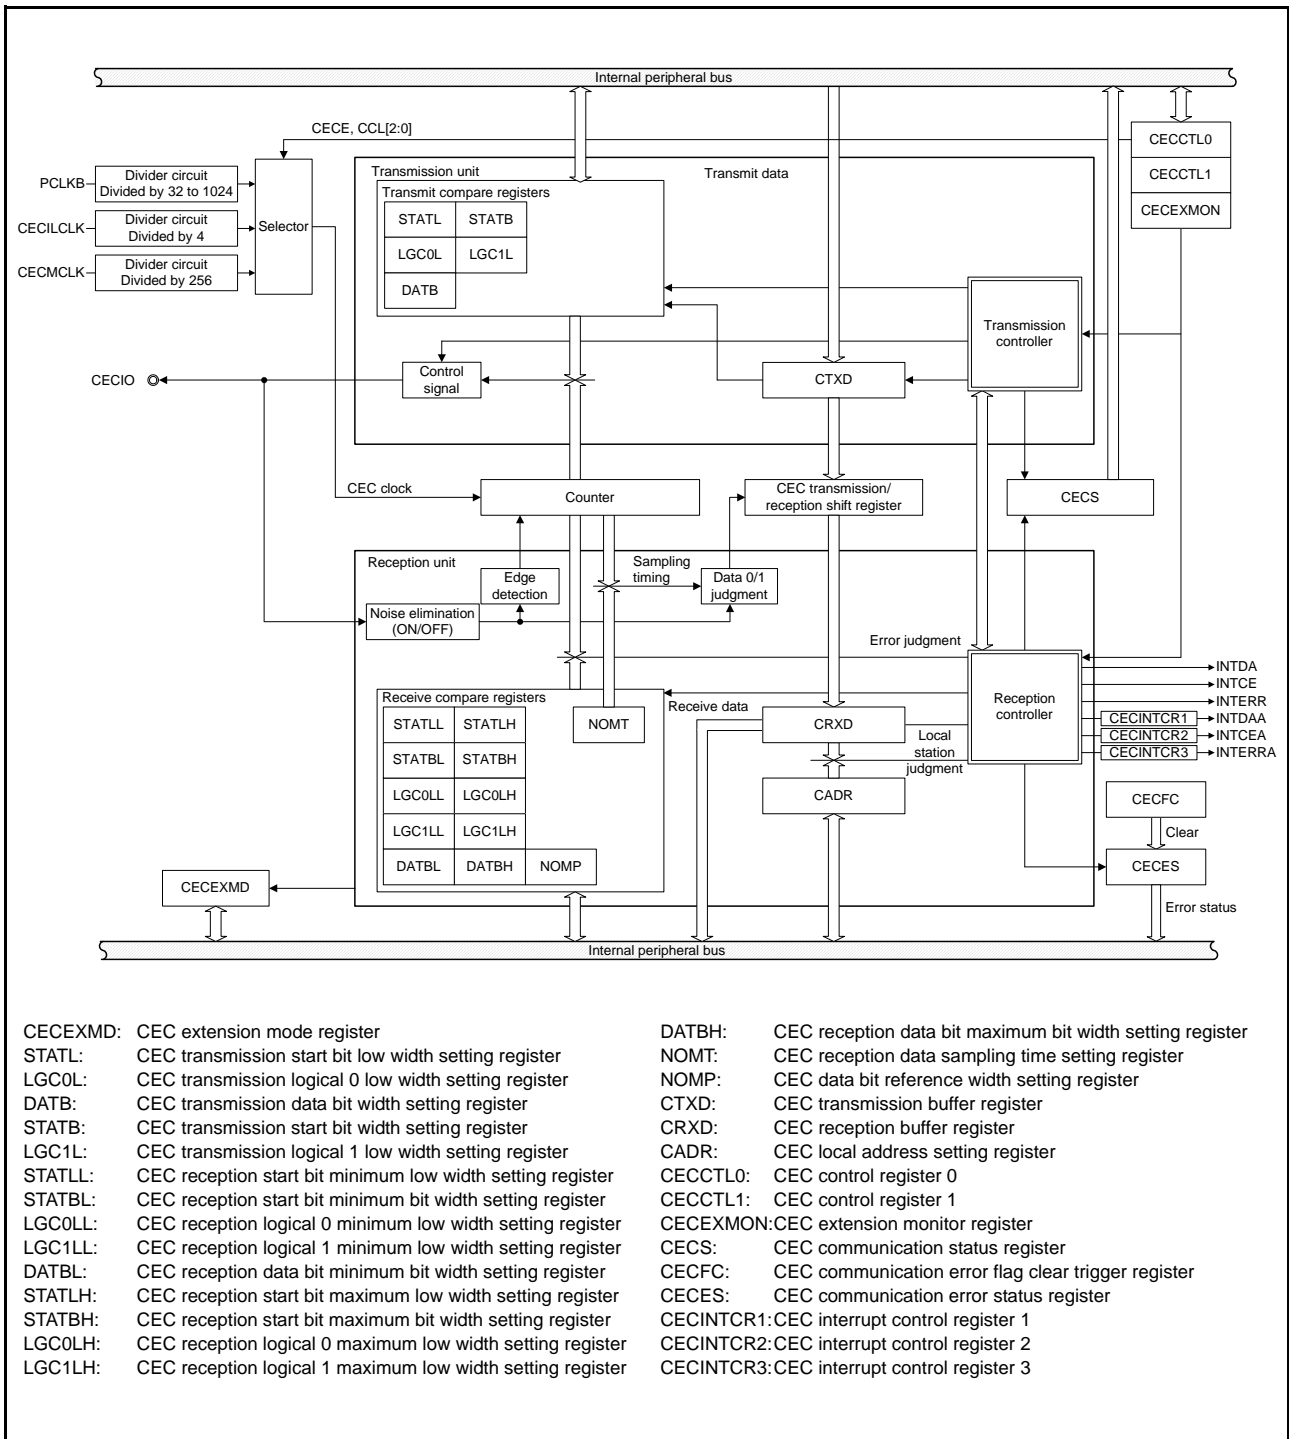 Internal peripheral bus
CECE, CCL[2:0]
CECCTL0
CECCTL1
CECEXMON
PCLKB
Divider circuit
Divided by 32 to 1024
CECILCLK
Divider circuit
Divided by 4
CECMCLK
Divider circuit
Divided by 256
Selector
Transmission unit
Transmit data
Transmit compare registers
STATL
STATB
LGC0L
LGC1L
DATB
Transmission
controller
CECIO
Control
signal
CTXD
CEC clock
Counter
CEC transmission/
reception shift register
CECS
Reception unit
Edge
detection
Sampling
timing
Data 0/1
judgment
Noise elimination
(ON/OFF)
Error judgment
Receive compare registers
STATLL
STATLH
STATBL
STATBH
LGC0LL
LGC0LH
LGC1LL
LGC1LH
DATBL
DATBH
NOMP
NOMT
Receive data
CRXD
Local
station
judgment
CADR
Reception
controller
INTDA
INTCE
INTERR
CECINTCR1
INTDAA
CECINTCR2
INTCEA
CECINTCR3
INTERRA
CECFC
Clear
CECES
Error status
CECEXMD
Internal peripheral bus
CECEXMD: CEC extension mode register
STATL: CEC transmission start bit low width setting register
LGC0L: CEC transmission logical 0 low width setting register
DATB: CEC transmission data bit width setting register
STATB: CEC transmission start bit width setting register
LGC1L: CEC transmission logical 1 low width setting register
STATLL: CEC reception start bit minimum low width setting register
STATBL: CEC reception start bit minimum bit width setting register
LGC0LL: CEC reception logical 0 minimum low width setting register
LGC1LL: CEC reception logical 1 minimum low width setting register
DATBL: CEC reception data bit minimum bit width setting register
STATLH: CEC reception start bit maximum low width setting register
STATBH: CEC reception start bit maximum bit width setting register
LGC0LH: CEC reception logical 0 maximum low width setting register
LGC1LH: CEC reception logical 1 maximum low width setting register
DATBH: CEC reception data bit maximum bit width setting register
NOMT: CEC reception data sampling time setting register
NOMP: CEC data bit reference width setting register
CTXD: CEC transmission buffer register
CRXD: CEC reception buffer register
CADR: CEC local address setting register
CECCTL0: CEC control register 0
CECCTL1: CEC control register 1
CECEXMON: CEC extension monitor register
CECS: CEC communication status register
CECFC: CEC communication error flag clear trigger register
CECES: CEC communication error status register
CECINTCR1: CEC interrupt control register 1
CECINTCR2: CEC interrupt control register 2
CECINTCR3: CEC interrupt control register 3